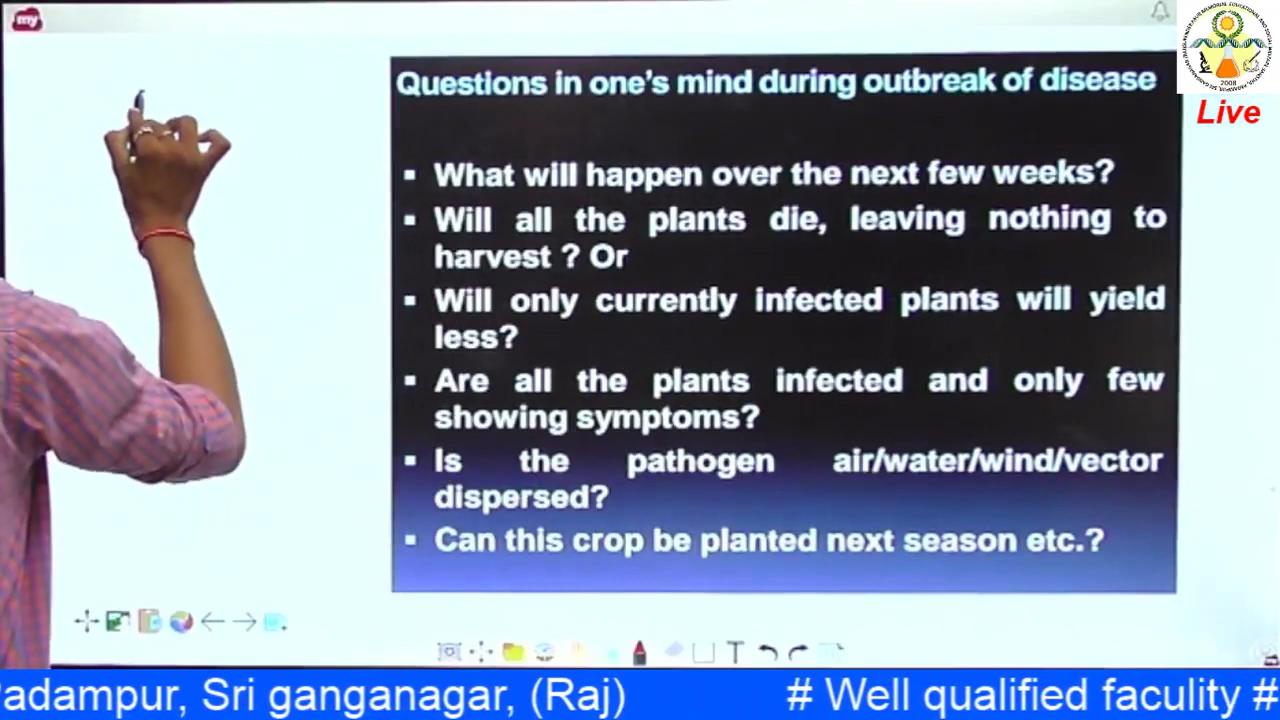 my
Questions in one's mind during outbreak of disease
▪ What will happen over the next few weeks?
▪ Will all the plants die, leaving nothing to
harvest ? Or
▪ Will only currently infected plants will yield
less?
▪ Are all the plants infected and only few
showing symptoms?
▪ Is the pathogen air/water/wind/vector
dispersed?
▪ Can this crop be planted next season etc.?
2008
Live
T
Padampur, Sri ganganagar, (Raj) # Well qualified faculity #